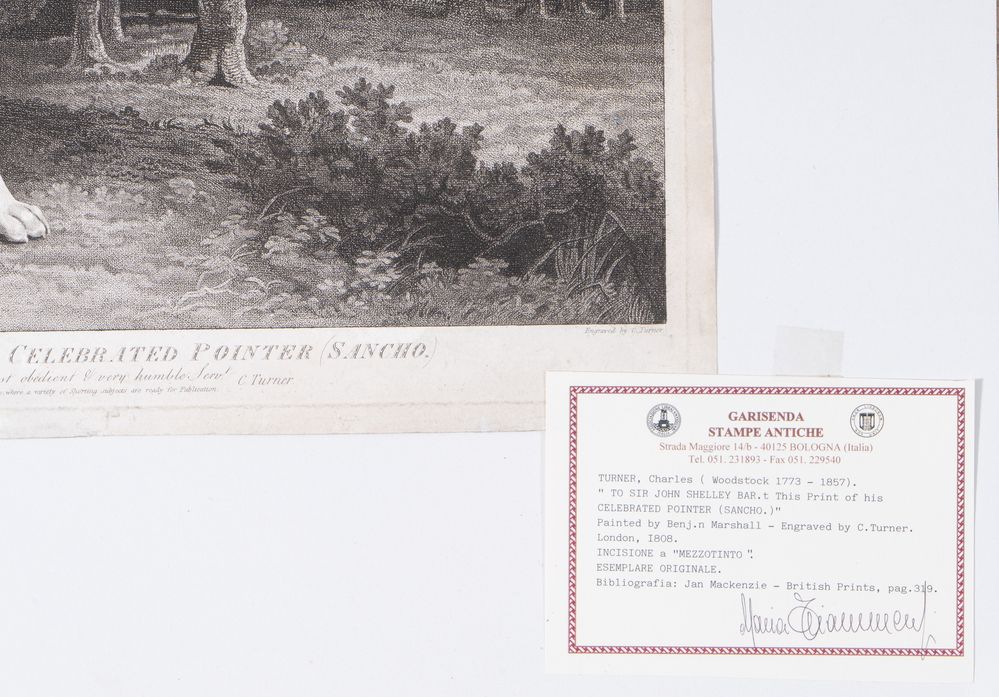 Engraved by C. Turner
CELEBRATED POINTER (SANCHO.)
st obedient & very humble Serv.t C. Turner
where a variety of Sporting subjects are ready for Publication.
GARISENDA
STAMPE ANTICHE
Strada Maggiore 14/b - 40125 BOLOGNA (Italia)
Tel. 051. 231893 - Fax 051. 229540
TURNER, Charles ( Woodstock 1773 - 1857).
" TO SIR JOHN SHELLEY BAR.t This Print of his
CELEBRATED POINTER (SANCHO.)"
Painted by Benj.n Marshall - Engraved by C.Turner.
London, I808.
INCISIONE a "MEZZOTINTO ".
ESEMPLARE ORIGINALE.
Bibliografia: Jan Mackenzie - British Prints, pag.319.
Maria